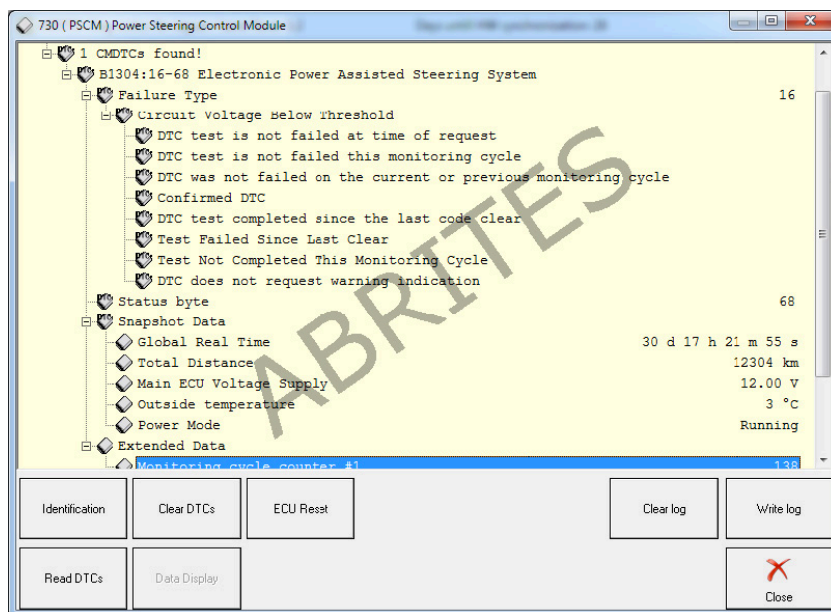 730 ( PSCM ) Power Steering Control Module
1 CMDTCs found!
B1304:16-68 Electronic Power Assisted Steering System
Failure Type 16
Circuit Voltage Below Threshold
DTC test is not failed at time of request
DTC test is not failed this monitoring cycle
DTC was not failed on the current or previous monitoring cycle
Confirmed DTC
DTC test completed since the last code clear
Test Failed Since Last Clear
Test Not Completed This Monitoring Cycle
DTC does not request warning indication
Status byte 68
Snapshot Data
Global Real Time 30 d 17 h 21 m 55 s
Total Distance 12304 km
Main ECU Voltage Supply 12.00 V
Outside temperature 3 °C
Power Mode Running
Extended Data
Monitoring cycle counter #1 138
ABRITES
Identification Clear DTCs ECU Reset Clear log Write log
Read DTCs Data Display Close